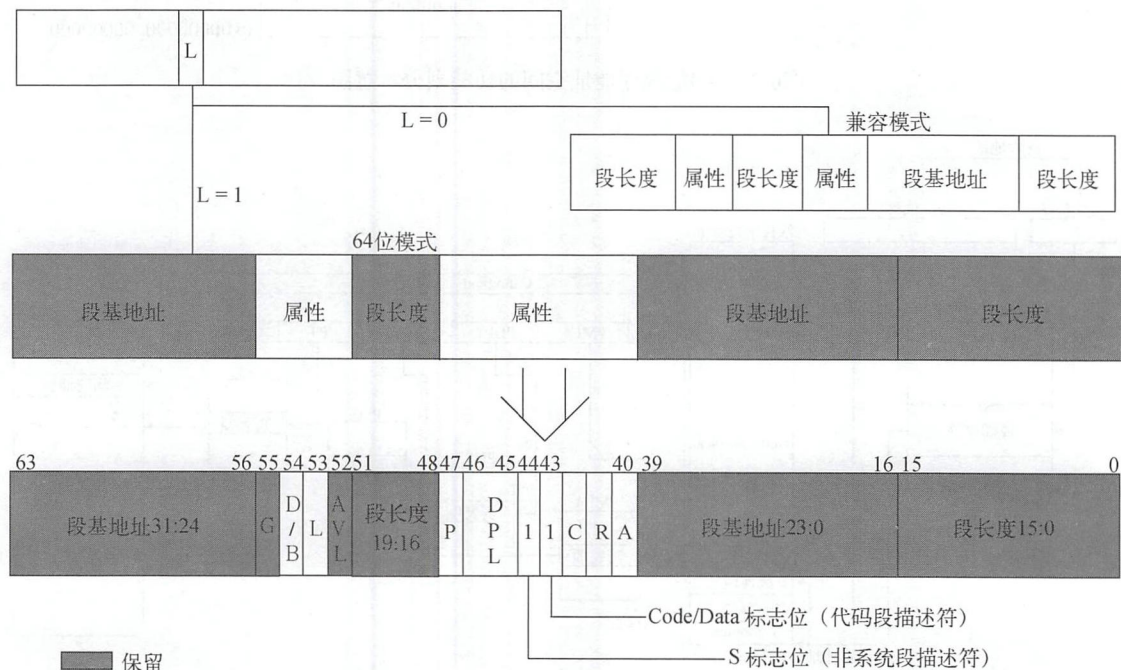 L
L = 0
兼容模式
段长度 属性 段长度 属性 段基地址 段长度
L = 1
64位模式
段基地址 属性 段长度 属性 段基地址 段长度
63 56 55 54 53 52 51 48 47 46 45 44 43 40 39 16 15 0
段基地址31:24 G D/B L AVL 段长度 19:16 P DPL 1 1 C R A 段基地址23:0 段长度15:0
Code/Data 标志位（代码段描述符）
S 标志位（非系统段描述符）
保留